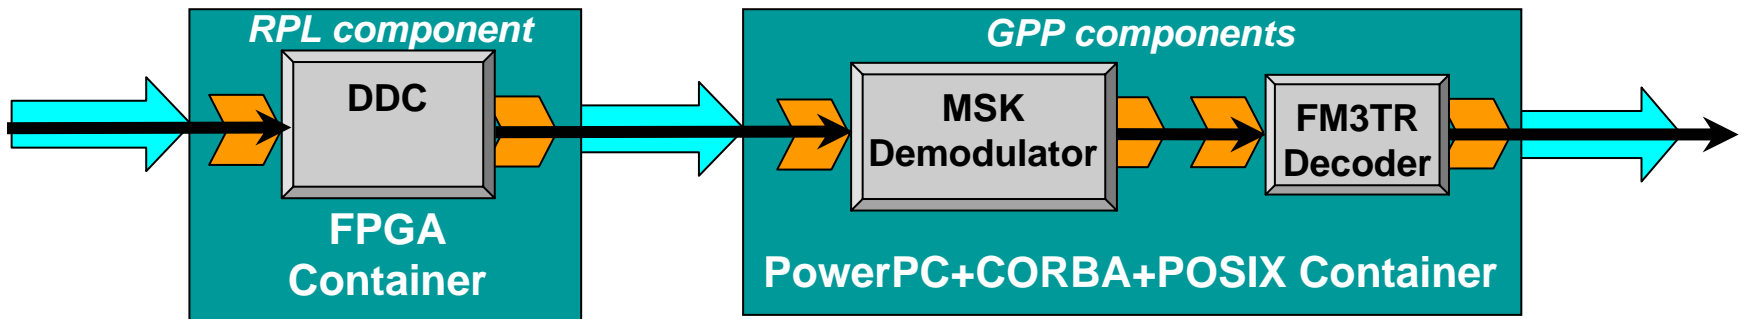 RPL component
DDC
FPGA
Container
GPP components
MSK
Demodulator
FM3TR
Decoder
PowerPC+CORBA+POSIX Container